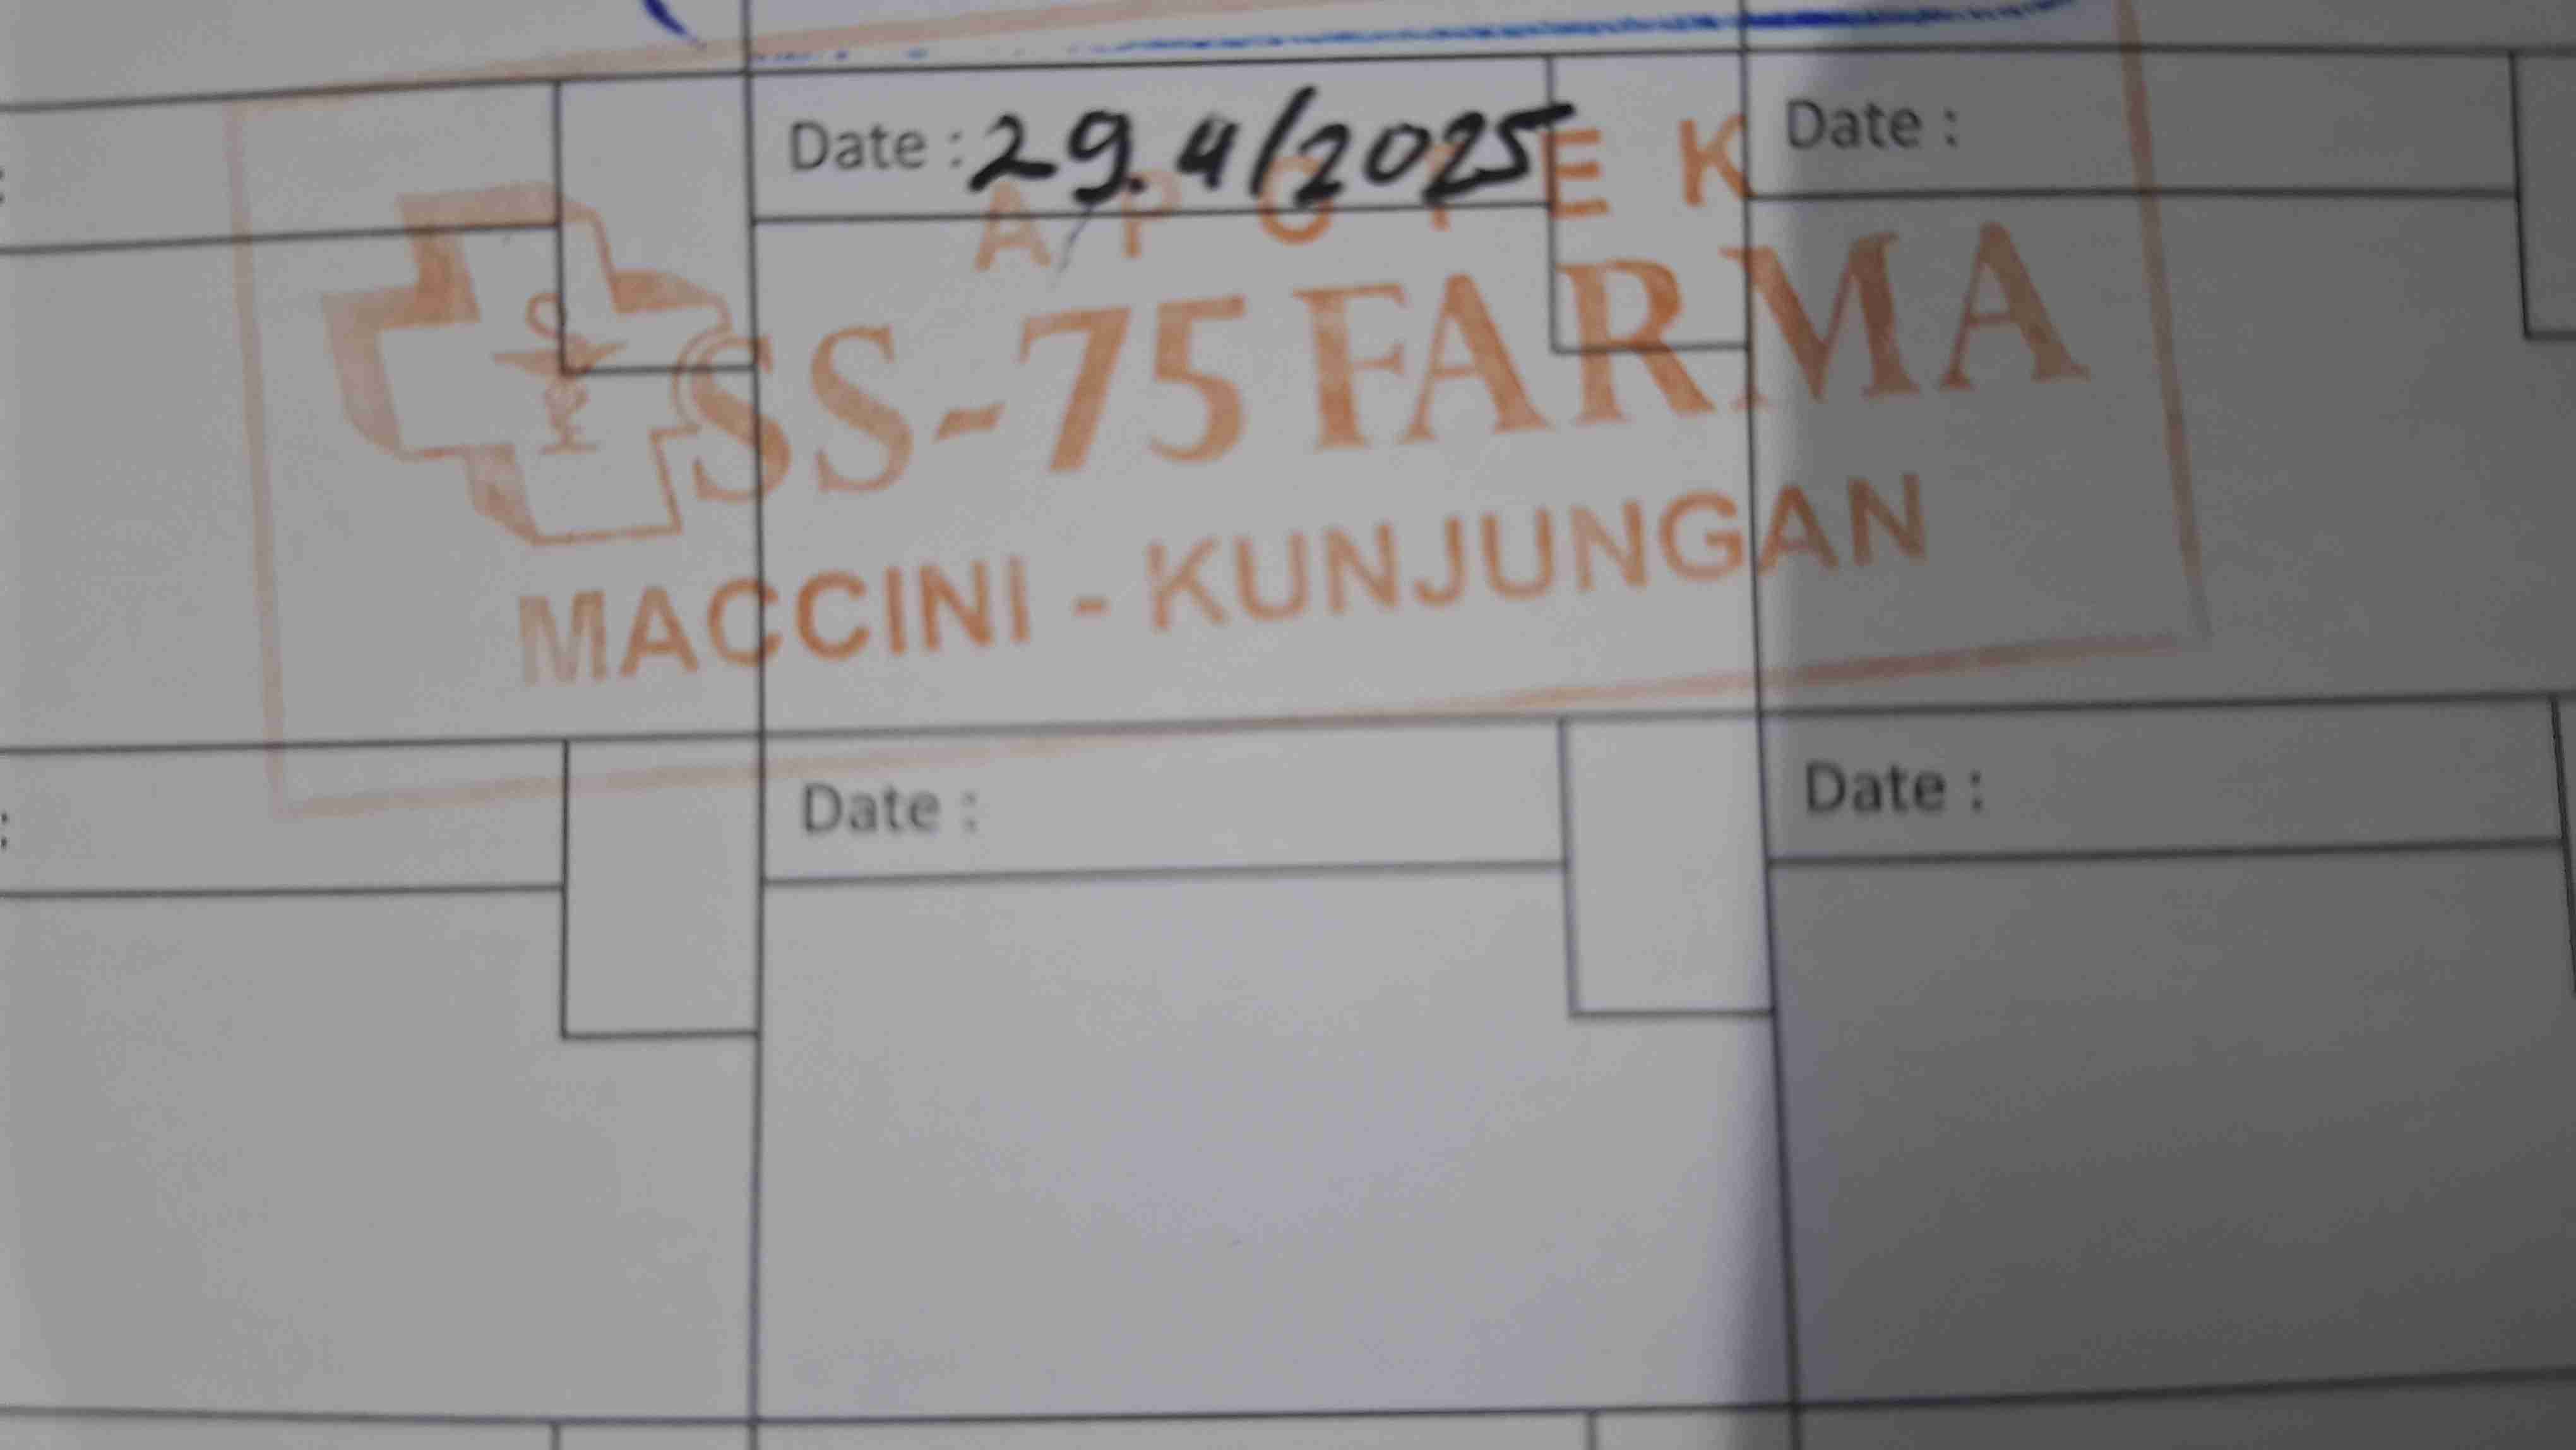 Date : 29.4/2025
Date :
APOTEK
SS-75 FARMA
MACCINI - KUNJUNGAN
Date :
Date :